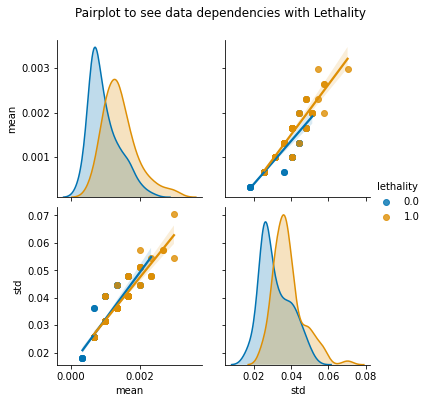 Pairplot to see data dependencies with Lethality
0.003
0.002
0.001
mean
lethality
0.0
1.0
0.07
0.06
0.05
0.04
0.03
0.02
std
0.000 0.002
mean
0.02 0.04 0.06 0.08
std